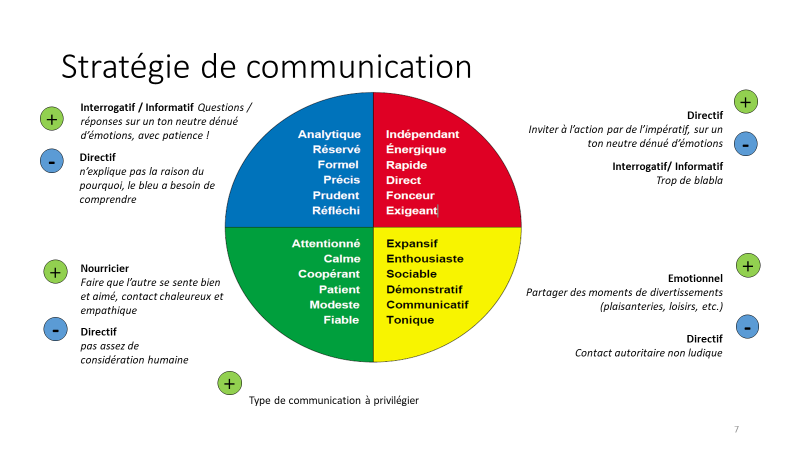 Stratégie de communication
+
Interrogatif / Informatif Questions /
réponses sur un ton neutre dénué
d'émotions, avec patience !
-
Directif
n'explique pas la raison du
pourquoi, le bleu a besoin de
comprendre
Analytique
Réservé
Formel
Précis
Prudent
Réfléchi
Indépendant
Énergique
Rapide
Direct
Fonceur
Exigeant
+
Directif
Inviter à l'action par de l'impératif, sur un
ton neutre dénué d'émotions
-
Interrogatif/ Informatif
Trop de blabla
+
Nourricier
Faire que l'autre se sente bien
et aimé, contact chaleureux et
empathique
-
Directif
pas assez de
considération humaine
Attentionné
Calme
Coopérant
Patient
Modeste
Fiable
Expansif
Enthousiaste
Sociable
Démonstratif
Communicatif
Tonique
+
Emotionnel
Partager des moments de divertissements
(plaisanteries, loisirs, etc.)
-
Directif
Contact autoritaire non ludique
+
Type de communication à privilégier
7